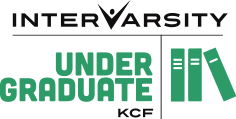 INTERVARSITY
UNDER
GRADUATE
KCF